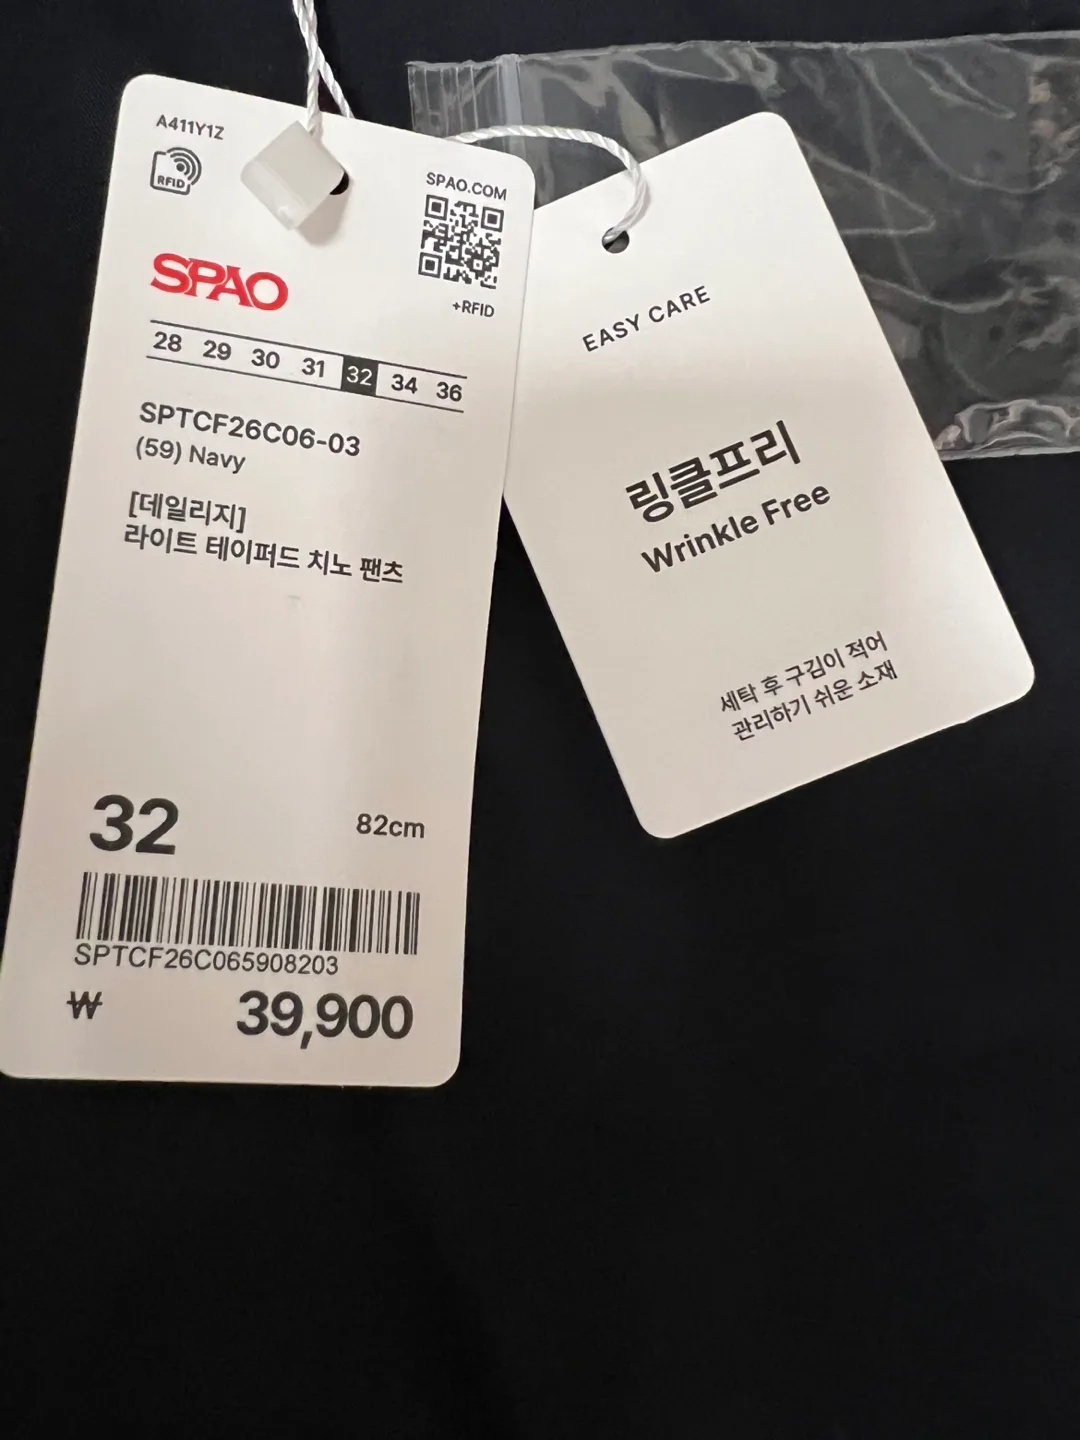 A411Y1Z
RFID
SPAO.COM
+RFID
SPAO
28 29 30 31 32 34 36
SPTCF26C06-03
(59) Navy
[데일리지]
라이트 테이퍼드 치노 팬츠
32
82cm
SPTCF26C065908203
₩ 39,900
EASY CARE
링클프리
Wrinkle Free
세탁 후 구김이 적어
관리하기 쉬운 소재